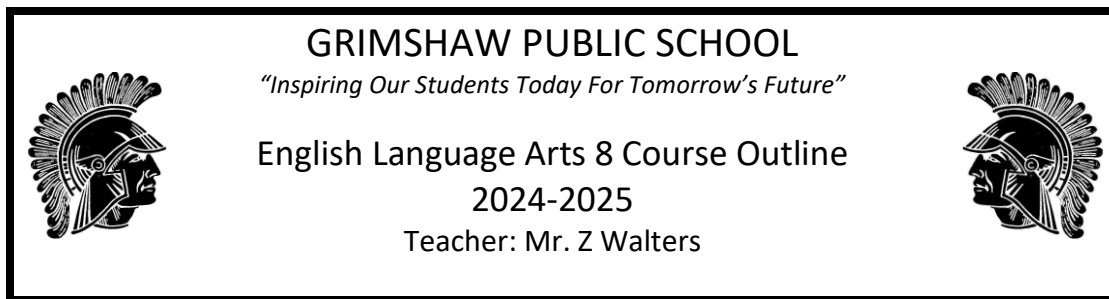 GRIMSHAW PUBLIC SCHOOL
“Inspiring Our Students Today For Tomorrow’s Future”
English Language Arts 8 Course Outline
2024-2025
Teacher: Mr. Z Walters